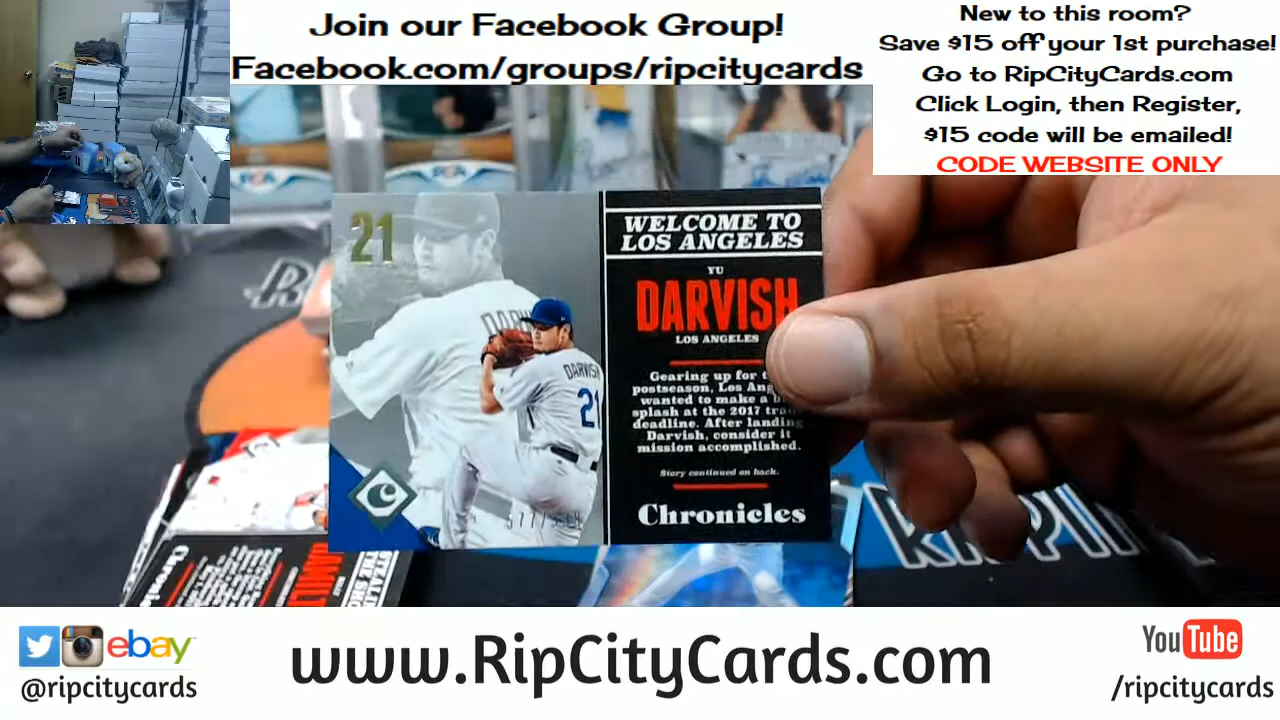 Join our Facebook Group!
Facebook.com/groups/ripcitycards
New to this room?
Save $15 off your 1st purchase!
Go to RipCityCards.com
Click Login, then Register,
$15 code will be emailed!
CODE WEBSITE ONLY
21
WELCOME TO
LOS ANGELES
YU
DARVISH
LOS ANGELES
Gearing up for
postseason, Los
wanted to make a
splash at the 2017
deadline. After landing
Darvish, consider it
mission accomplished.
Story continued on back.
Chronicles
DARVISH
21
C
PSA
Chronicles
ebay
@ripcitycards
www.RipCityCards.com
YouTube
/ripcitycards